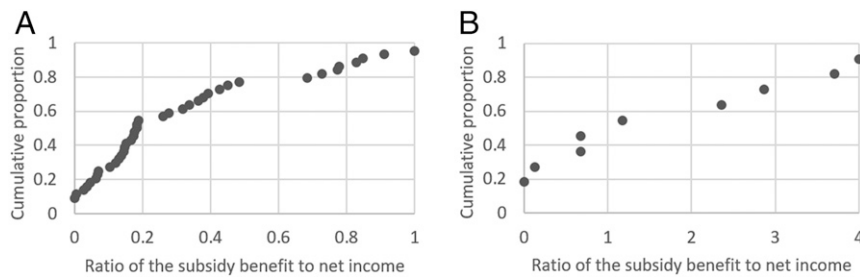 A
Cumulative proportion
1
0.8
0.6
0.4
0.2
0
0 0.2 0.4 0.6 0.8 1
Ratio of the subsidy benefit to net income
B
Cumulative proportion
1
0.8
0.6
0.4
0.2
0
0 1 2 3 4
Ratio of the subsidy benefit to net income